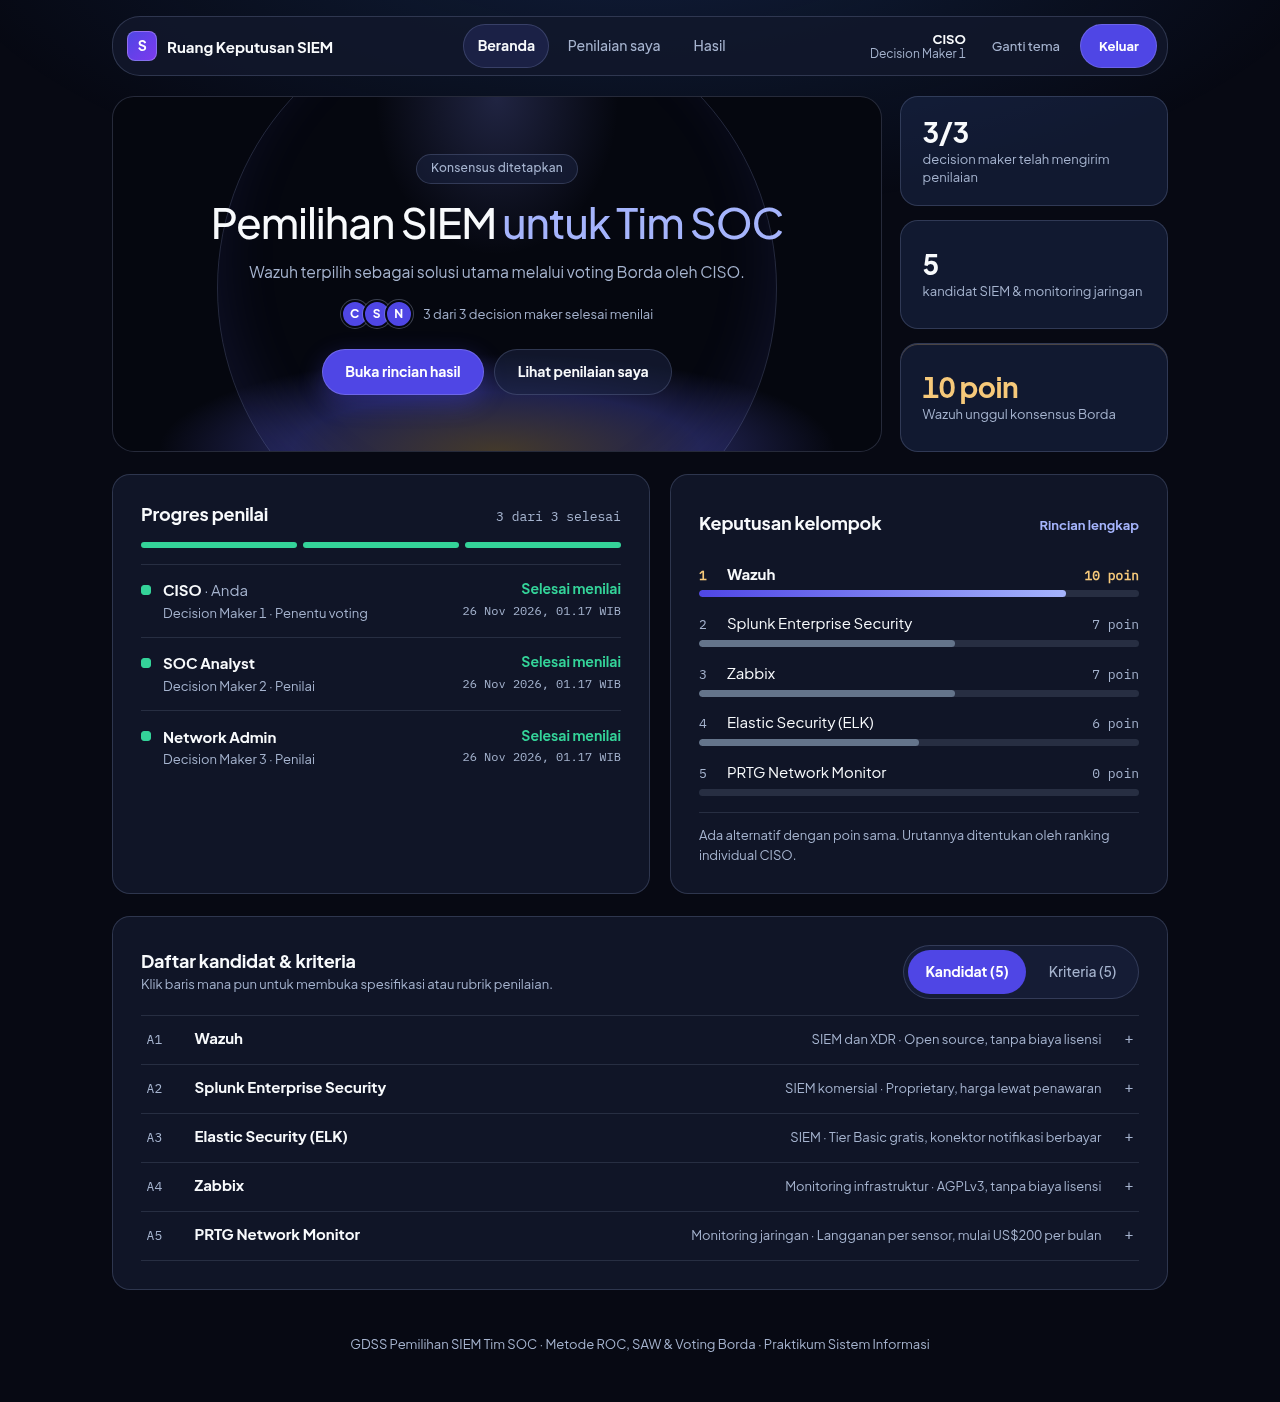 S Ruang Keputusan SIEM
Beranda Penilaian saya Hasil
CISO
Decision Maker 1
Ganti tema
Keluar
Konsensus ditetapkan
Pemilihan SIEM untuk Tim SOC
Wazuh terpilih sebagai solusi utama melalui voting Borda oleh CISO.
C S N 3 dari 3 decision maker selesai menilai
Buka rincian hasil Lihat penilaian saya
3/3
decision maker telah mengirim
penilaian
5
kandidat SIEM & monitoring jaringan
10 poin
Wazuh unggul konsensus Borda
Progres penilai 3 dari 3 selesai
CISO · Anda Selesai menilai
Decision Maker 1 · Penentu voting 26 Nov 2026, 01.17 WIB
SOC Analyst Selesai menilai
Decision Maker 2 · Penilai 26 Nov 2026, 01.17 WIB
Network Admin Selesai menilai
Decision Maker 3 · Penilai 26 Nov 2026, 01.17 WIB
Keputusan kelompok Rincian lengkap
1 Wazuh 10 poin
2 Splunk Enterprise Security 7 poin
3 Zabbix 7 poin
4 Elastic Security (ELK) 6 poin
5 PRTG Network Monitor 0 poin
Ada alternatif dengan poin sama. Urutannya ditentukan oleh ranking
individual CISO.
Daftar kandidat & kriteria
Klik baris mana pun untuk membuka spesifikasi atau rubrik penilaian.
Kandidat (5) Kriteria (5)
A1 Wazuh SIEM dan XDR · Open source, tanpa biaya lisensi +
A2 Splunk Enterprise Security SIEM komersial · Proprietary, harga lewat penawaran +
A3 Elastic Security (ELK) SIEM · Tier Basic gratis, konektor notifikasi berbayar +
A4 Zabbix Monitoring infrastruktur · AGPLv3, tanpa biaya lisensi +
A5 PRTG Network Monitor Monitoring jaringan · Langganan per sensor, mulai US$200 per bulan +
GDSS Pemilihan SIEM Tim SOC · Metode ROC, SAW & Voting Borda · Praktikum Sistem Informasi